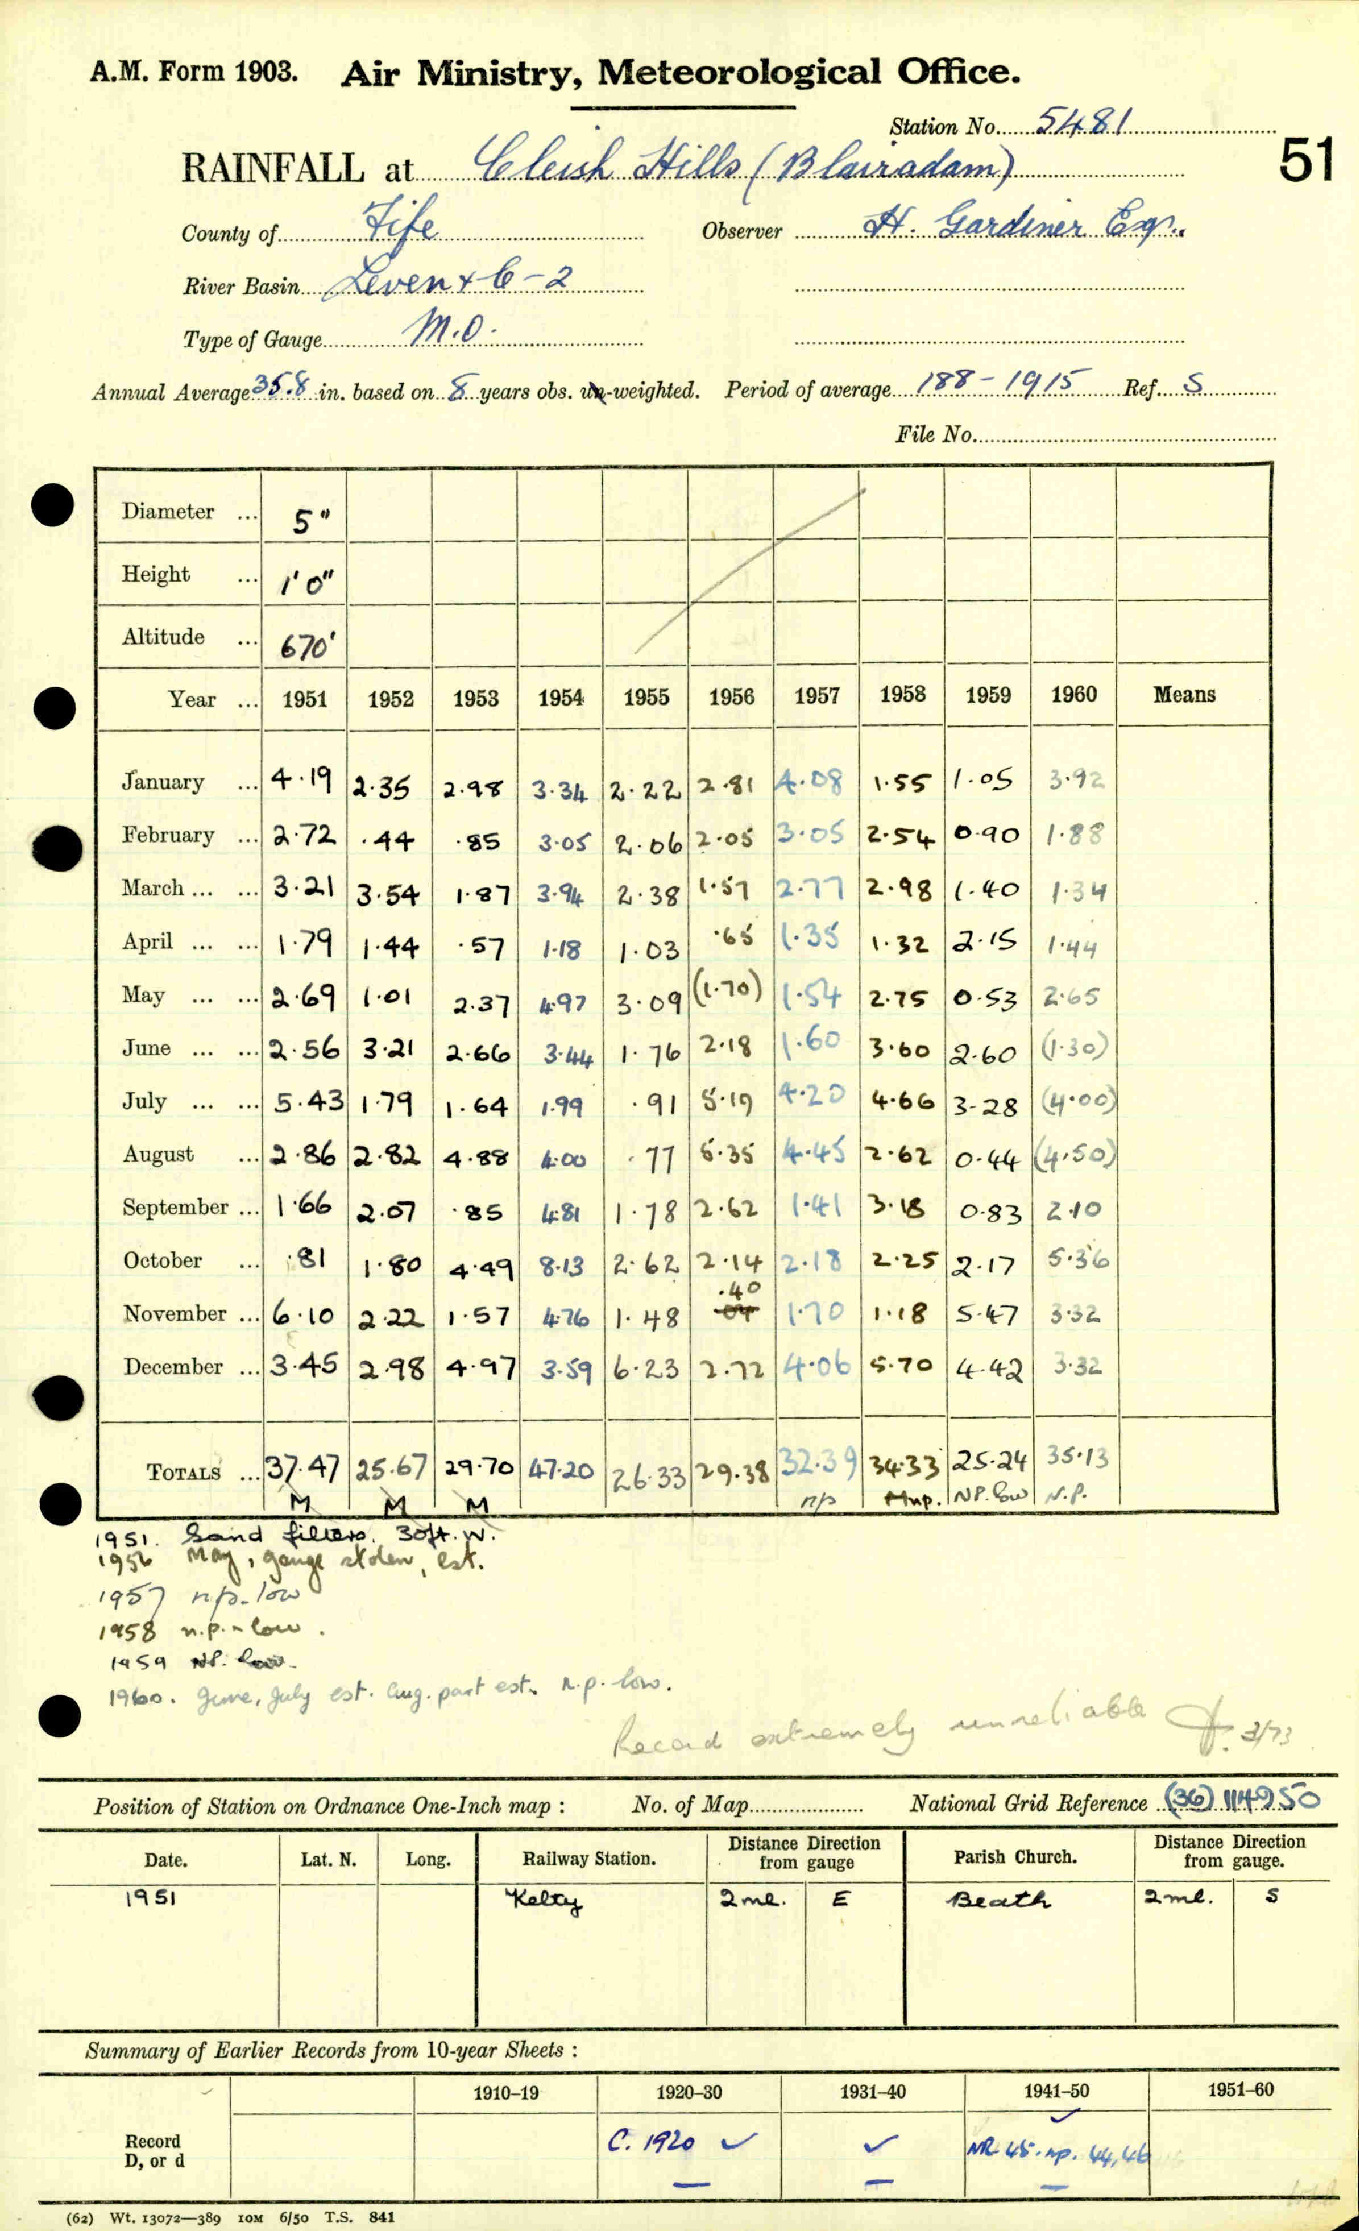 A.M. Form 1903. Air Ministry, Meteorological Office.
Station No. 5481
51
RAINFALL at Cleish Hills (Blairadam)
County of Fife Observer H. Gardiner Esq.
River Basin Leven & C-2
Type of Gauge M.O.
Annual Average 35.8 in. based on 8 years obs. un-weighted. Period of average 188 - 1915 Ref. S
File No.
Diameter ... 5"
Height ... 1'0"
Altitude ... 670'
Year ... 1951 1952 1953 1954 1955 1956 1957 1958 1959 1960 Means
January ... 4.19 2.35 2.98 3.34 2.22 2.81 4.08 1.55 1.05 3.92
February ... 2.72 .44 .85 3.05 2.06 2.05 3.05 2.54 0.90 1.88
March ... ... 3.21 3.54 1.87 3.94 2.38 1.57 2.77 2.98 1.40 1.34
April ... ... 1.79 1.44 .57 1.18 1.03 .65 1.35 1.32 2.15 1.44
May ... ... 2.69 1.01 2.37 4.97 3.09 (1.70) 1.54 2.75 0.53 2.65
June ... ... 2.56 3.21 2.66 3.44 1.76 2.18 1.60 3.60 2.60 (1.30)
July ... ... 5.43 1.79 1.64 1.99 .91 5.19 4.20 4.66 3.28 (4.00)
August ... 2.86 2.82 4.88 4.00 .77 6.35 4.45 2.62 0.44 (4.50)
September ... 1.66 2.07 .85 4.81 1.78 2.62 1.41 3.18 0.83 2.10
October ... .81 1.80 4.49 8.13 2.62 2.14 2.18 2.25 2.17 5.36
.40
November ... 6.10 2.22 1.57 4.76 1.48 04 1.70 1.18 5.47 3.32
December ... 3.45 2.98 4.97 3.59 6.23 2.72 4.06 5.70 4.42 3.32
TOTALS ... 37.47 25.67 29.70 47.20 26.33 29.38 32.39 34.33 25.24 35.13
M M M np M np. NP. low N.P.
1951. Sand filters. 30ft. W.
1956 May, gauge stolen, est.
1957 n/p. low
1958 n.p. - low.
1959 NP. low.
1960. June, July est. Aug. part est. N.p. low.
Record extremely unreliable 3/73
Position of Station on Ordnance One-Inch map : No. of Map National Grid Reference (36) 114950
Date. Lat. N. Long. Railway Station. Distance from gauge Direction Parish Church. Distance Direction from gauge.
1951 Kelty 2ml. E Beath 2ml. S
Summary of Earlier Records from 10-year Sheets :
1910–19 1920–30 1931–40 1941–50 1951–60
Record D, or d C. 1920 ✓ ✓ ✓ NR 45. np. 44,46
(62) Wt. 13072—389 10M 6/50 T.S. 841